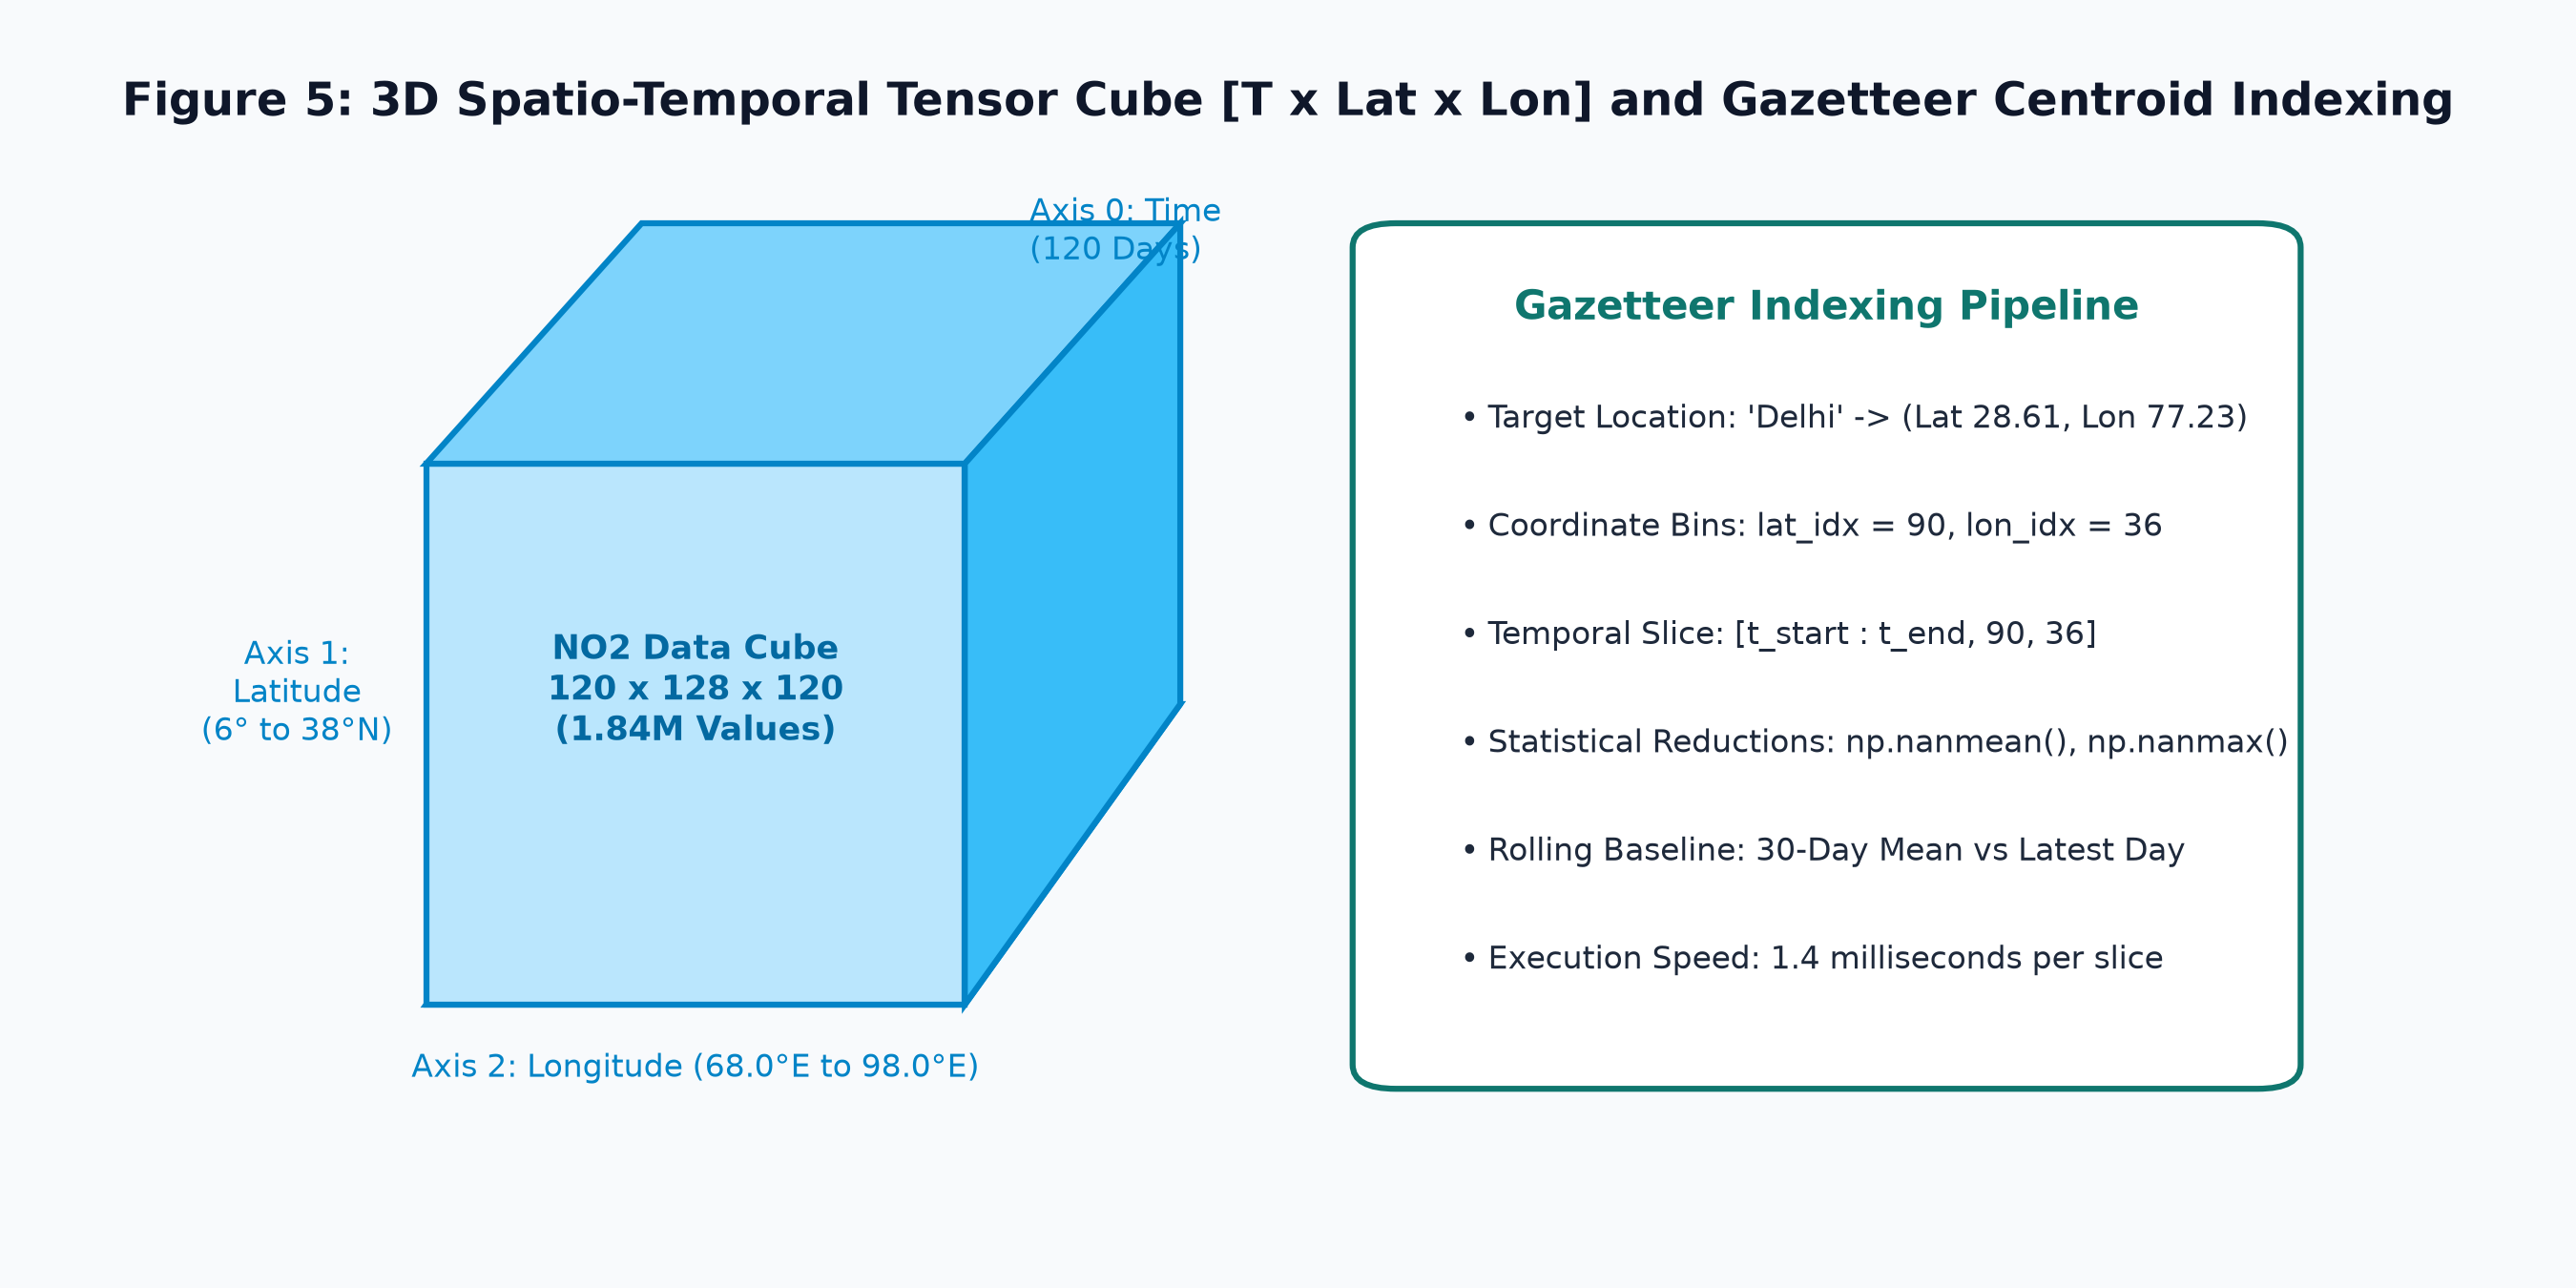 Figure 5: 3D Spatio-Temporal Tensor Cube [T x Lat x Lon] and Gazetteer Centroid Indexing
Axis 0: Time
(120 Days)
Axis 1:
Latitude
(6° to 38°N)
NO2 Data Cube
120 x 128 x 120
(1.84M Values)
Axis 2: Longitude (68.0°E to 98.0°E)
Gazetteer Indexing Pipeline
• Target Location: 'Delhi' -> (Lat 28.61, Lon 77.23)
• Coordinate Bins: lat_idx = 90, lon_idx = 36
• Temporal Slice: [t_start : t_end, 90, 36]
• Statistical Reductions: np.nanmean(), np.nanmax()
• Rolling Baseline: 30-Day Mean vs Latest Day
• Execution Speed: 1.4 milliseconds per slice